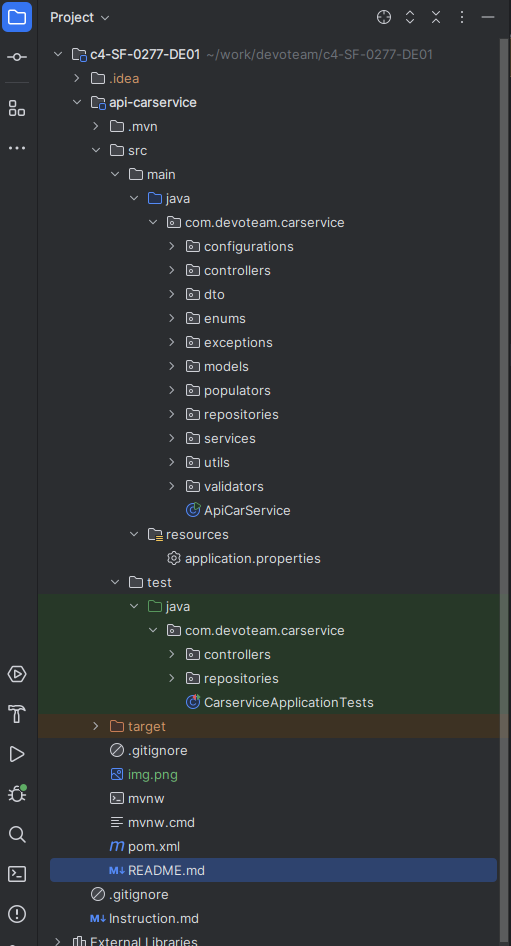 Project
c4-SF-0277-DE01 ~/work/devoteam/c4-SF-0277-DE01
.idea
api-carservice
.mvn
src
main
java
com.devoteam.carservice
configurations
controllers
dto
enums
exceptions
models
populators
repositories
services
utils
validators
ApiCarService
resources
application.properties
test
java
com.devoteam.carservice
controllers
repositories
CarserviceApplicationTests
target
.gitignore
img.png
mvnw
mvnw.cmd
m pom.xml
M↓ README.md
.gitignore
M↓ Instruction.md
External Libraries